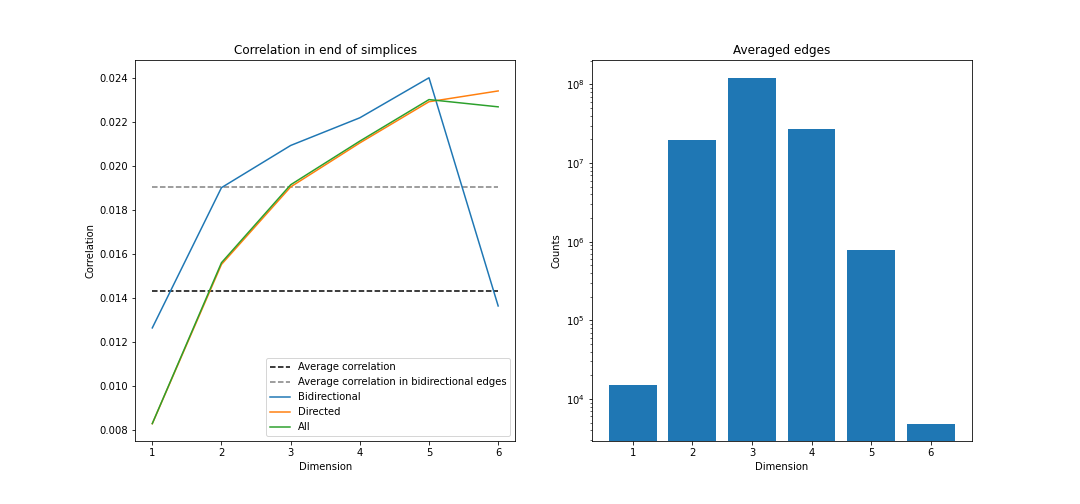 Correlation in end of simplices
Correlation
0.024
0.022
0.020
0.018
0.016
0.014
0.012
0.010
0.008
Average correlation
Average correlation in bidirectional edges
Bidirectional
Directed
All
1 2 3 4 5 6
Dimension
Averaged edges
Counts
10⁸
10⁷
10⁶
10⁵
10⁴
1 2 3 4 5 6
Dimension